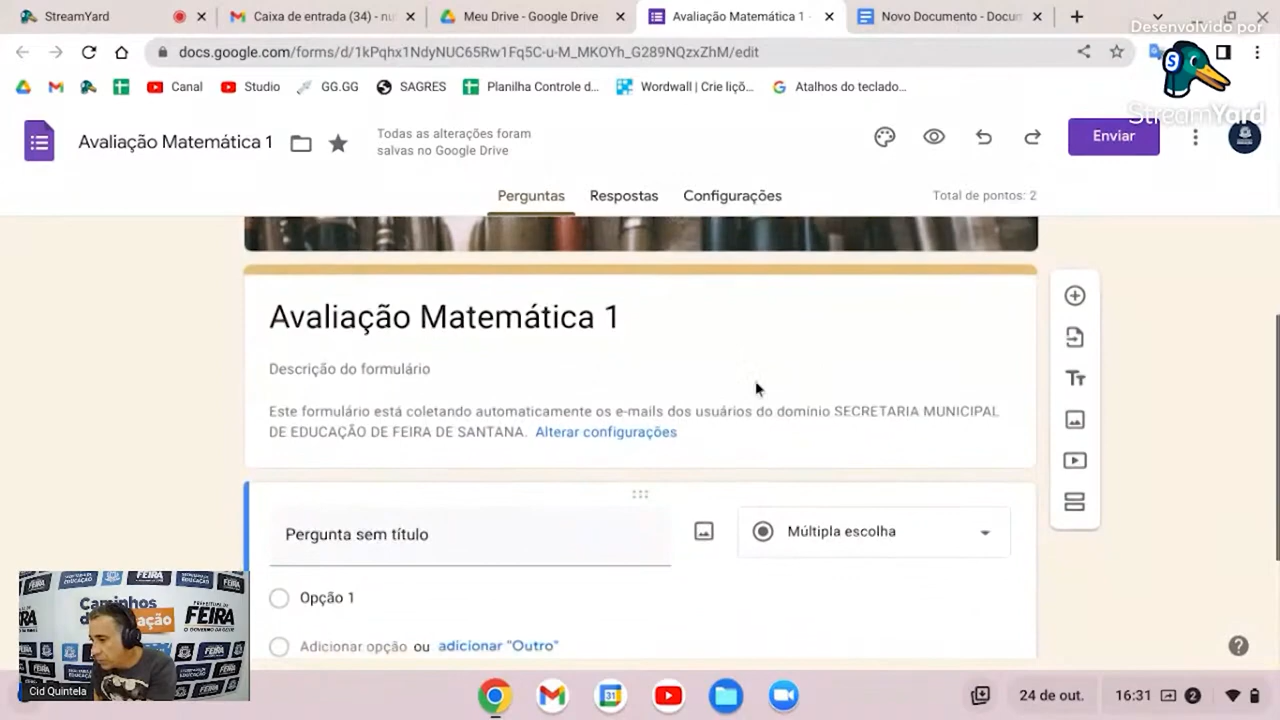 StreamYard
Caixa de entrada (34) - nu
Meu Drive - Google Drive
Avaliação Matemática 1 -
Novo Documento - Docum
Desenvolvido por
StreamYard
docs.google.com/forms/d/1kPqhx1NdyNUC65Rw1Fq5C-u-M_MKOYh_G289NQzxZhM/edit
Canal
Studio
GG.GG
SAGRES
Planilha Controle d...
Wordwall | Crie liçõ...
Atalhos do teclado...
Avaliação Matemática 1
Todas as alterações foram
salvas no Google Drive
Enviar
Perguntas
Respostas
Configurações
Total de pontos: 2
Avaliação Matemática 1
Descrição do formulário
Este formulário está coletando automaticamente os e-mails dos usuários do domínio SECRETARIA MUNICIPAL
DE EDUCAÇÃO DE FEIRA DE SANTANA. Alterar configurações
Pergunta sem título
Múltipla escolha
Opção 1
Adicionar opção ou adicionar "Outro"
Caminhos
FEIRA
Cid Quintela
24 de out.
16:31
2